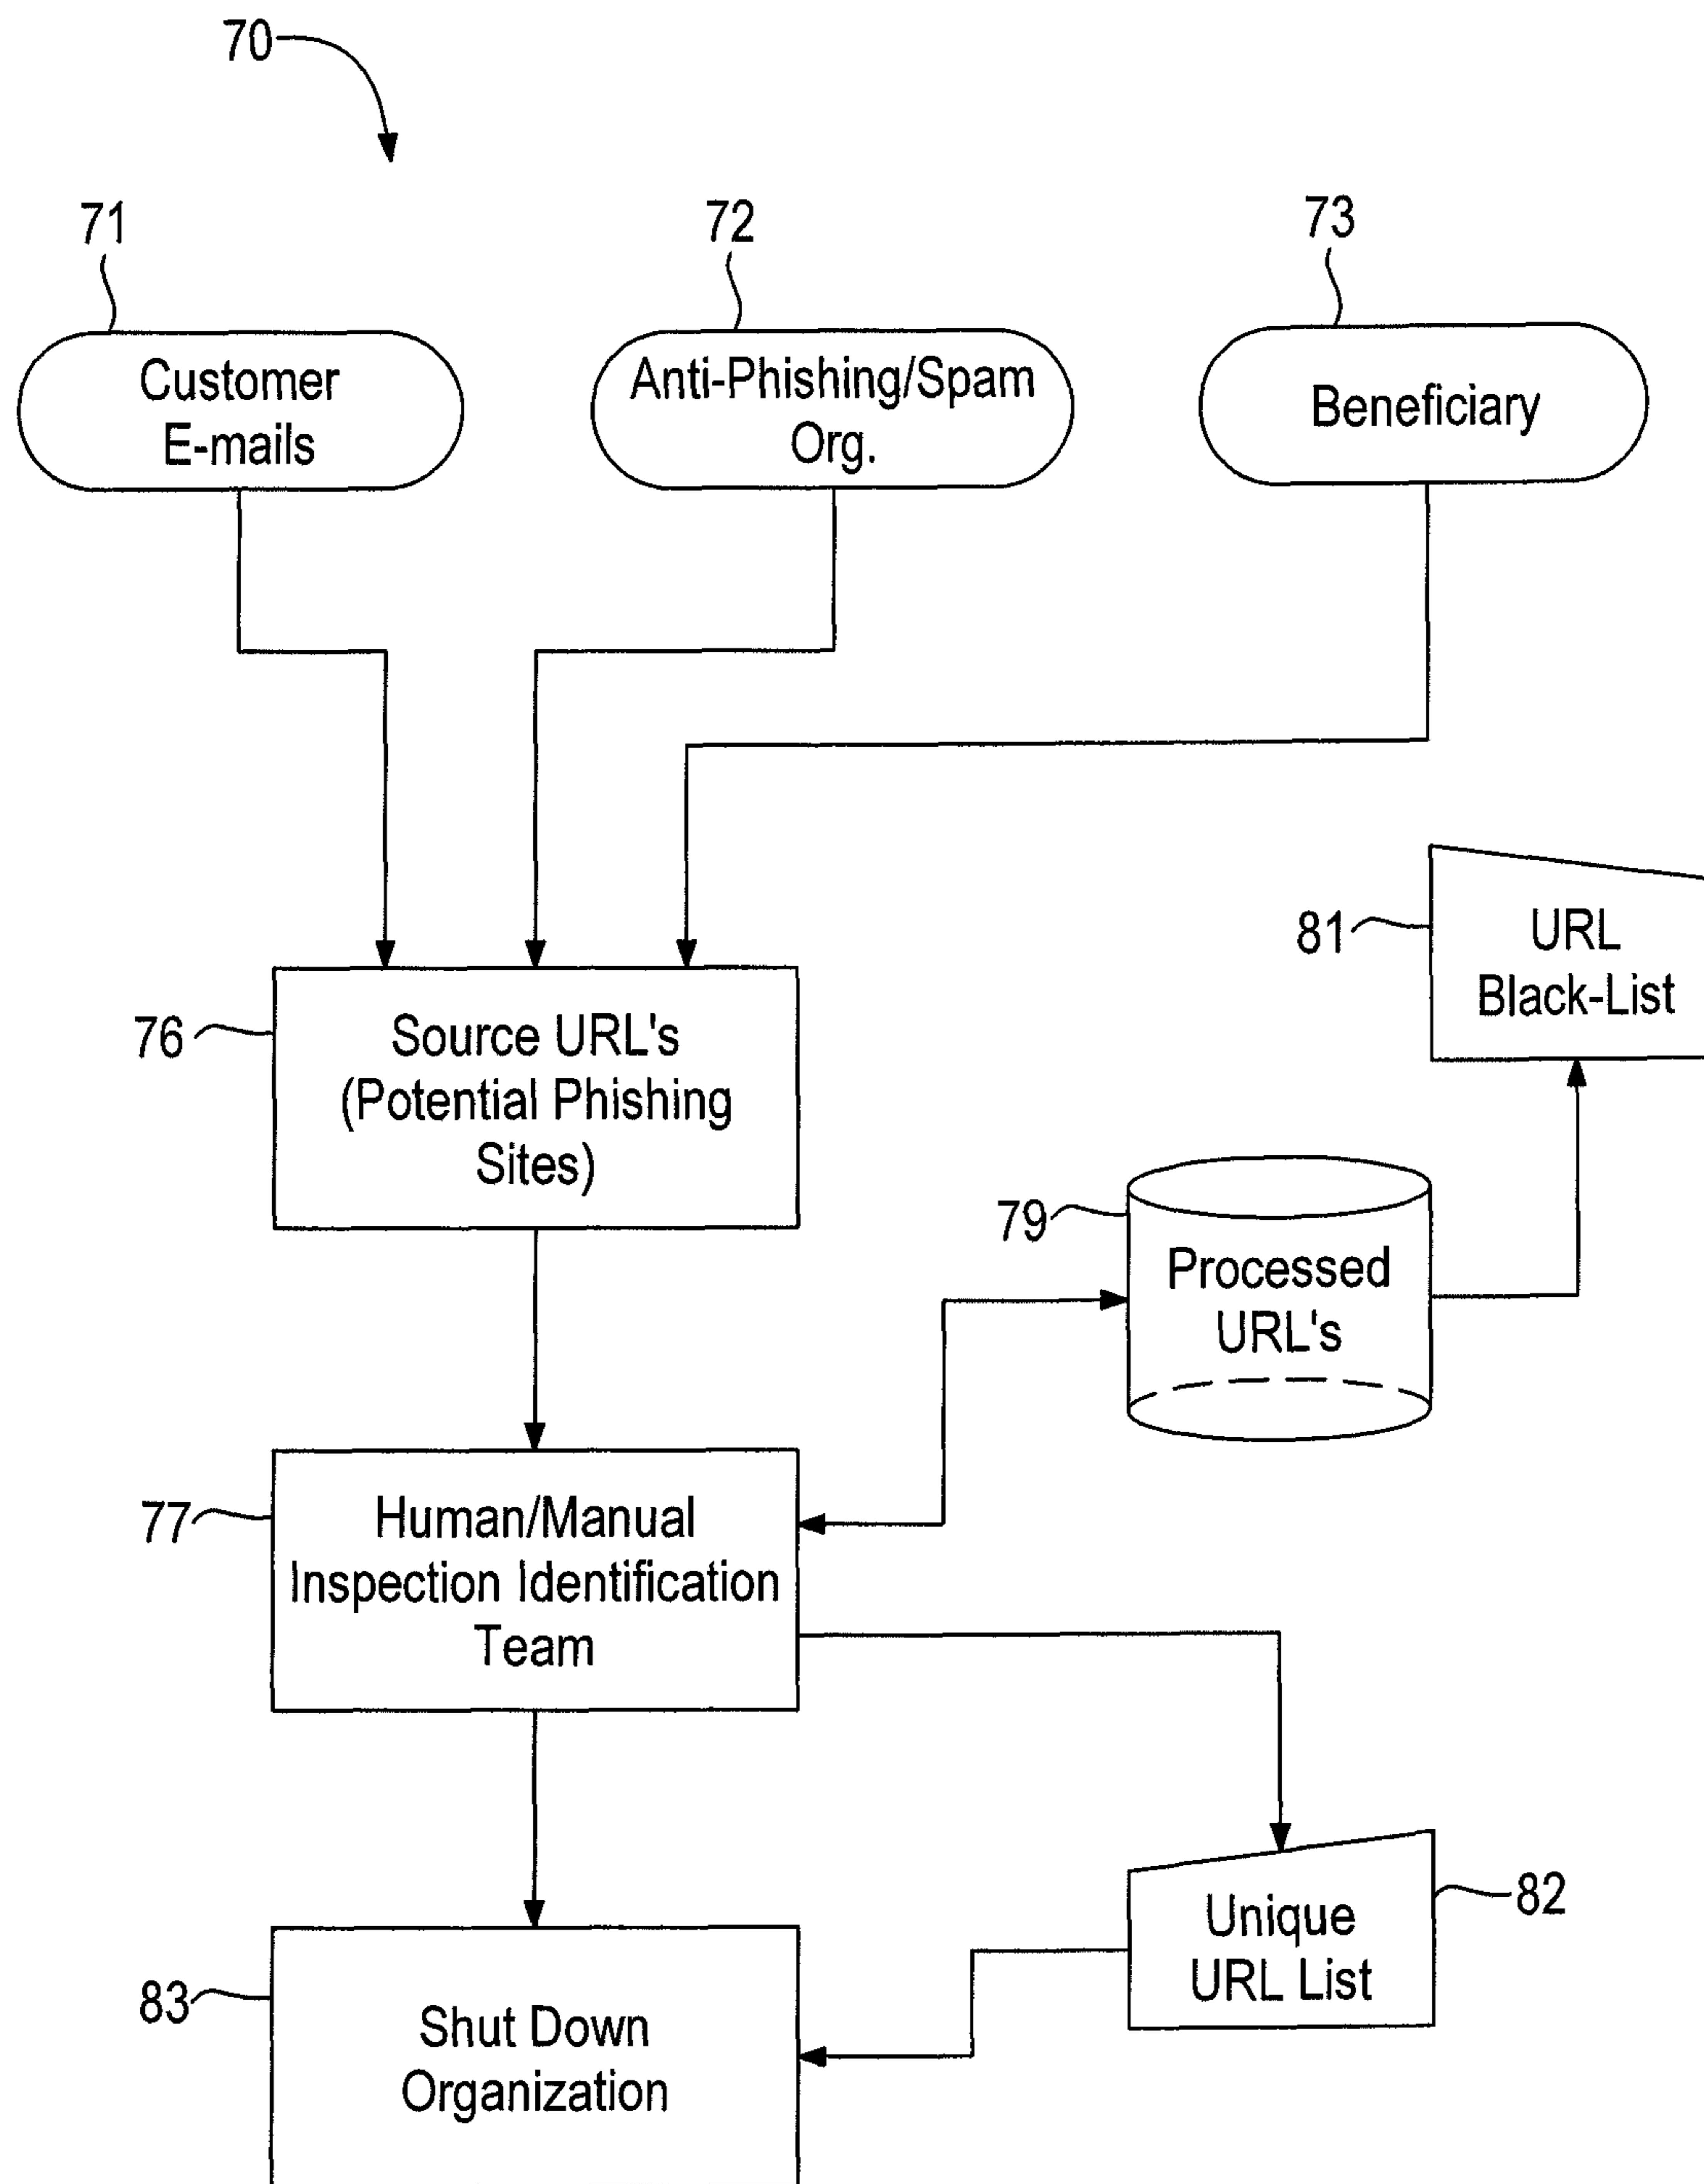 70
71
72
73
Customer
E-mails
Anti-Phishing/Spam
Org.
Beneficiary
81
URL
Black-List
76
Source URL's
(Potential Phishing
Sites)
79
Processed
URL's
77
Human/Manual
Inspection Identification
Team
82
Unique
URL List
83
Shut Down
Organization